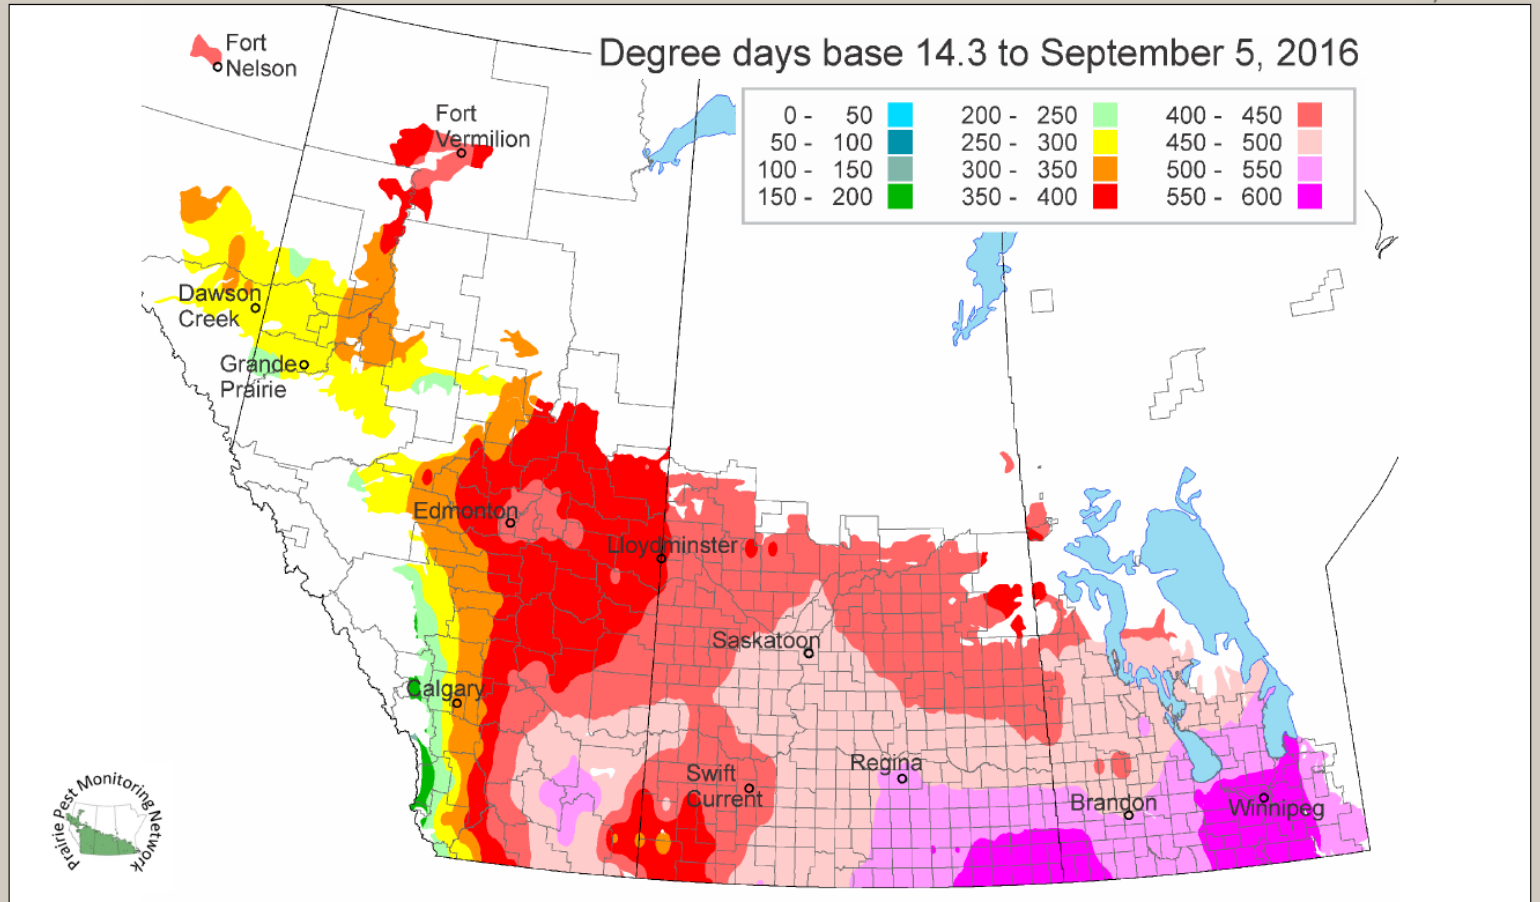 Degree days base 14.3 to September 5, 2016
0 - 50
50 - 100
100 - 150
150 - 200
200 - 250
250 - 300
300 - 350
350 - 400
400 - 450
450 - 500
500 - 550
550 - 600
Fort
Nelson
Fort
Vermilion
Dawson
Creek
Grande
Prairie
Edmonton
Lloydminster
Saskatoon
Calgary
Swift
Current
Regina
Brandon
Winnipeg
Prairie Pest Monitoring Network